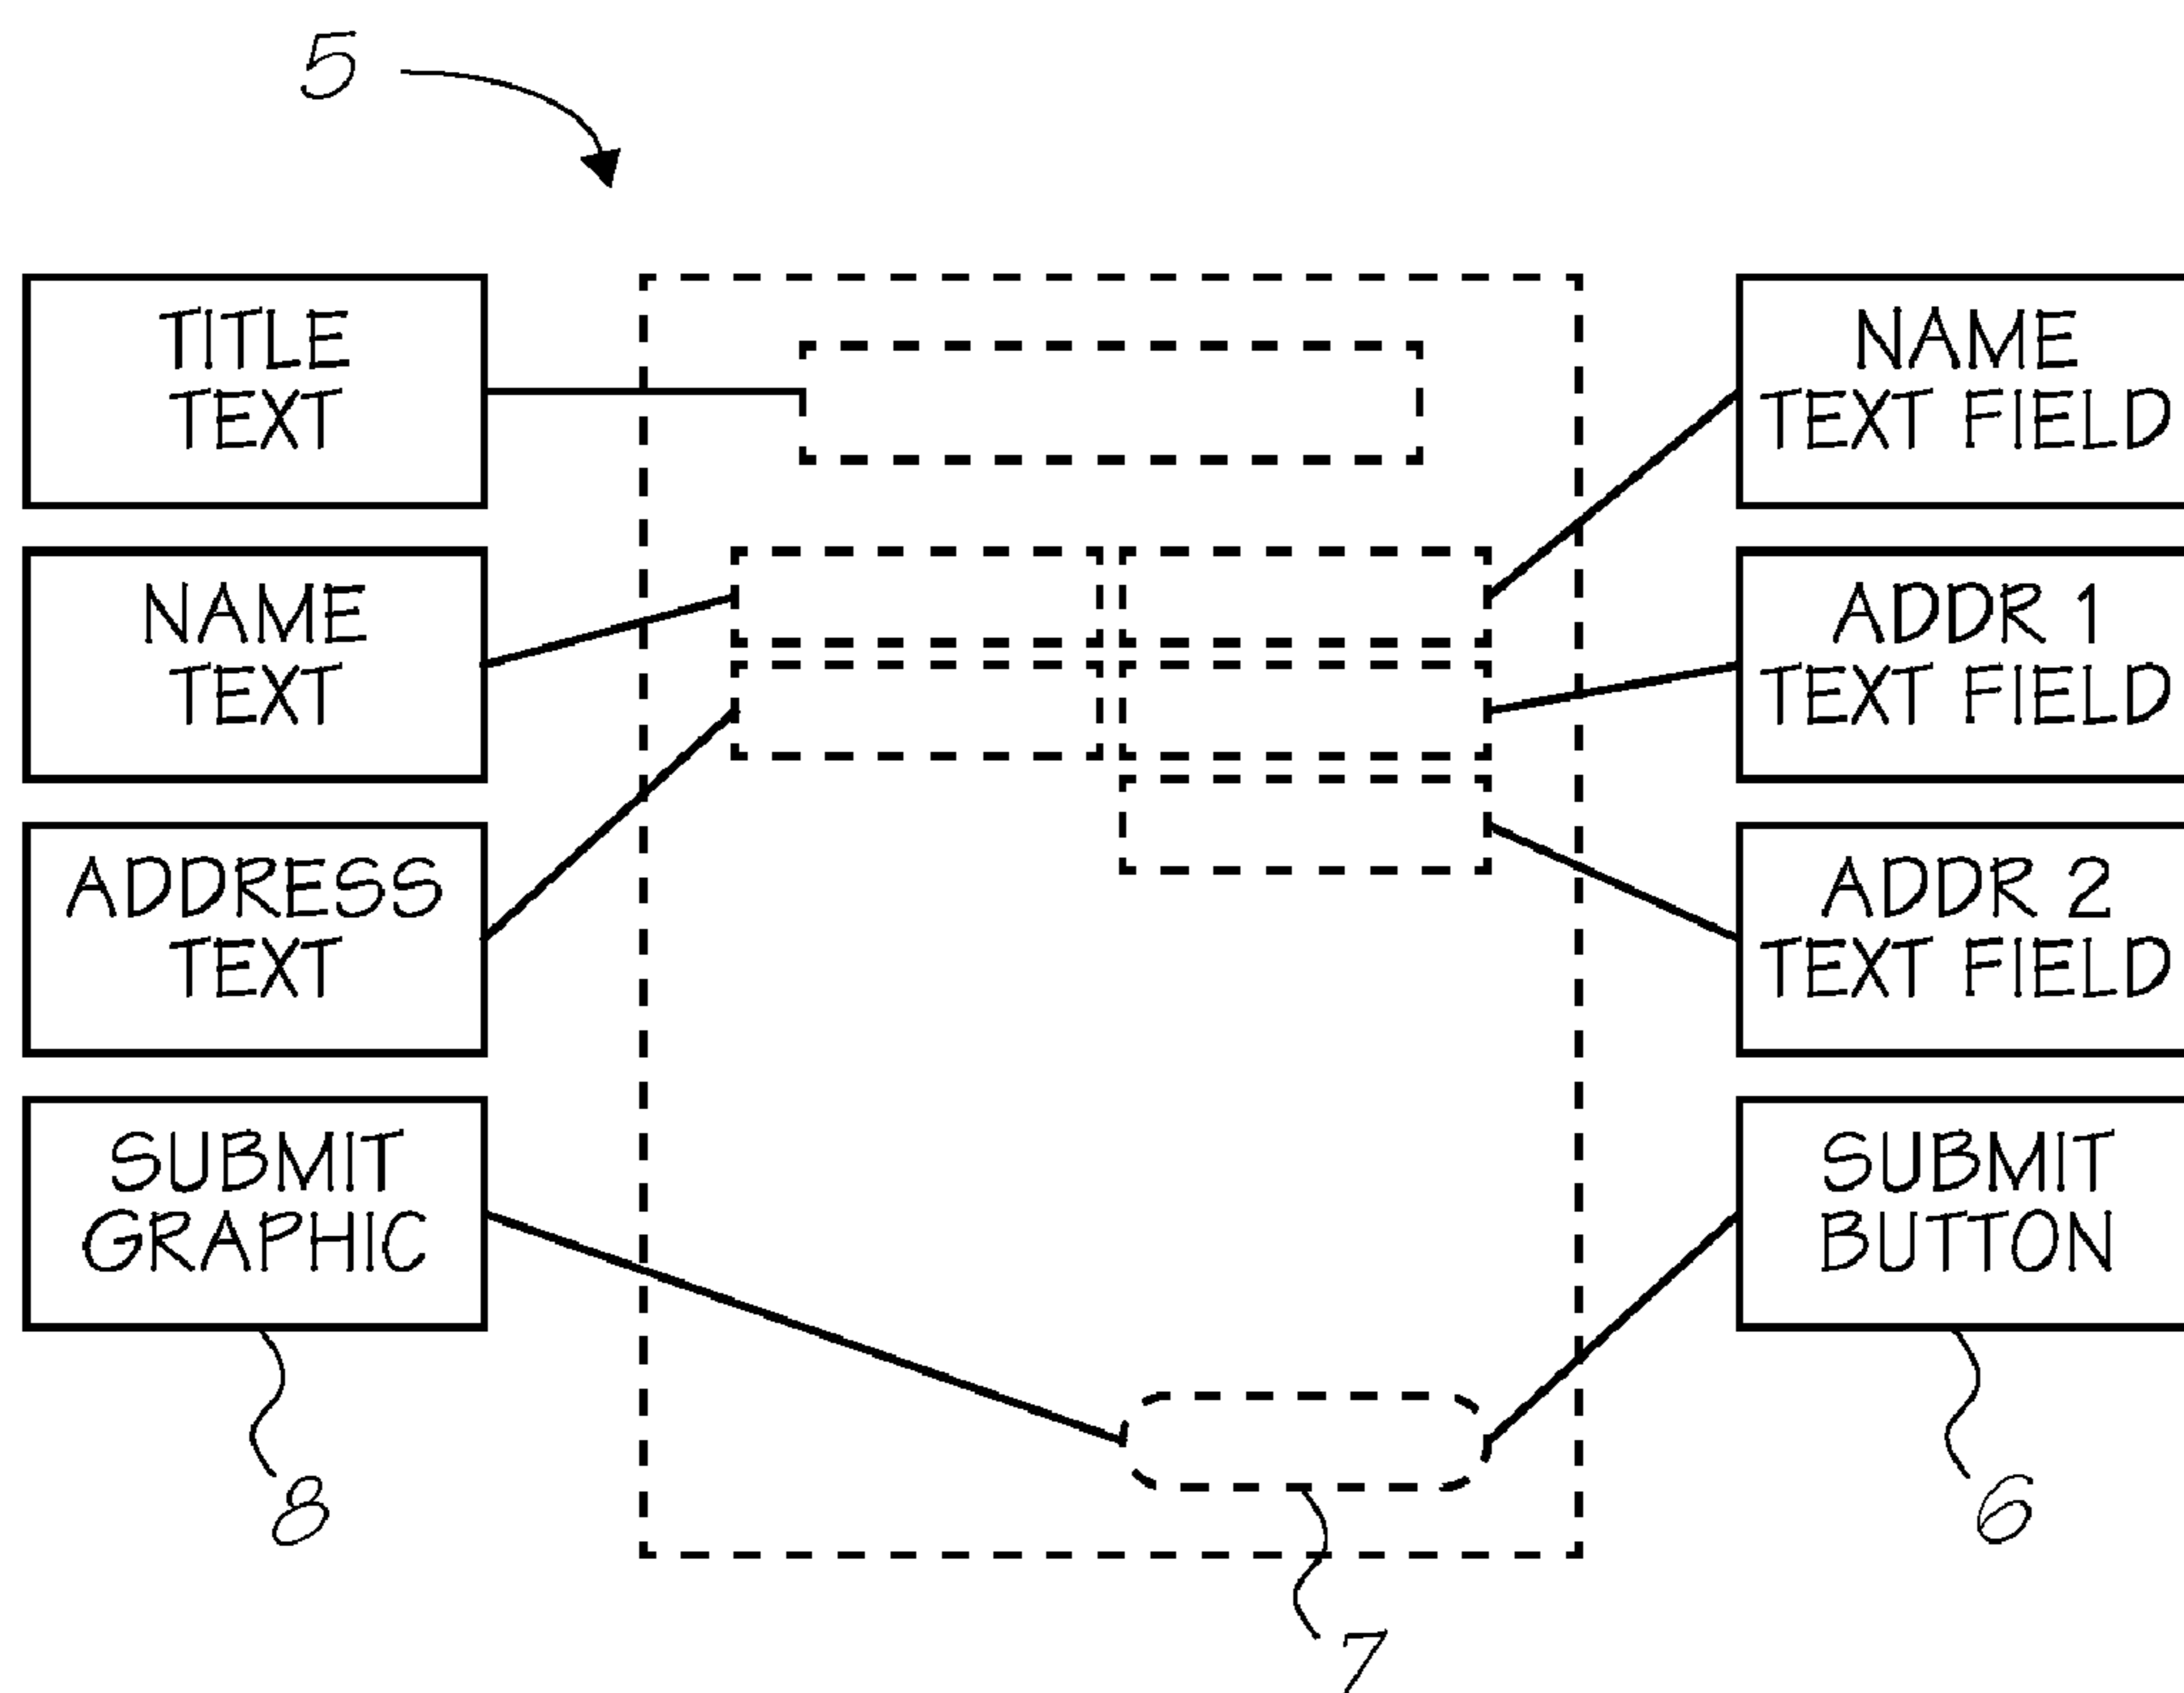 5
TITLE
TEXT
NAME
TEXT
ADDRESS
TEXT
SUBMIT
GRAPHIC
8
NAME
TEXT FIELD
ADDR 1
TEXT FIELD
ADDR 2
TEXT FIELD
SUBMIT
BUTTON
6
7